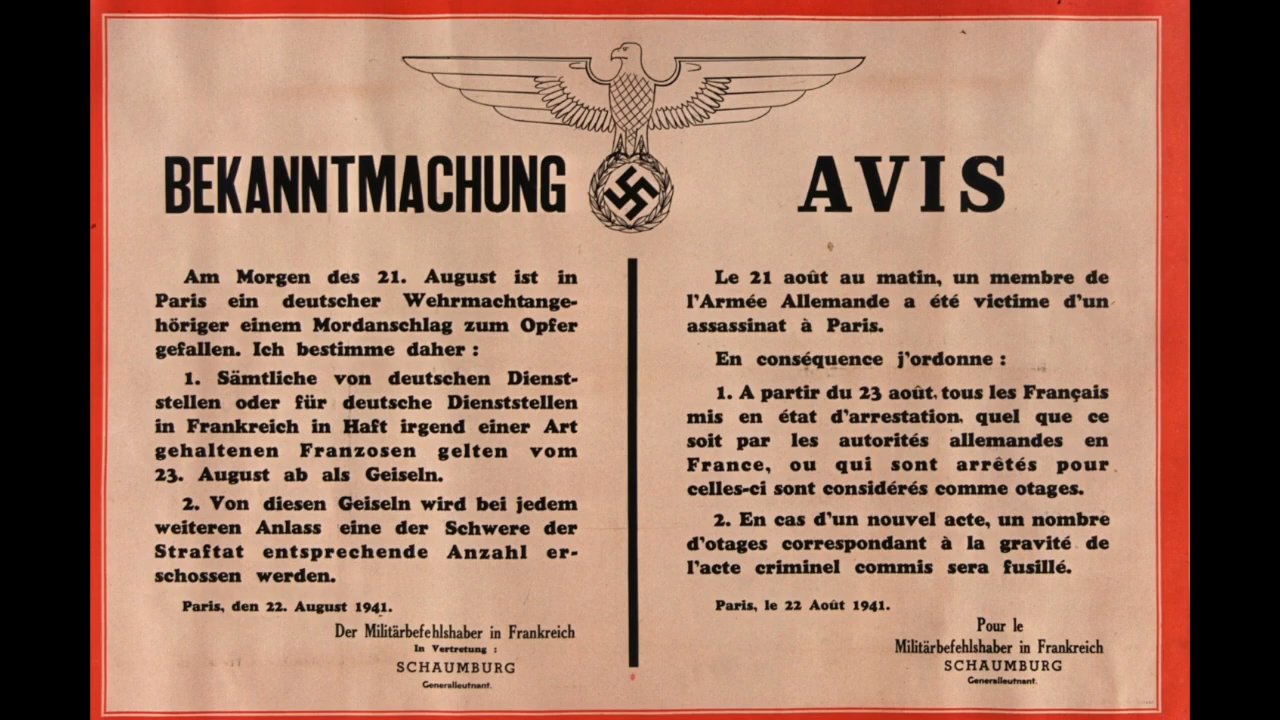 BEKANNTMACHUNG
Am Morgen des 21. August ist in
Paris ein deutscher Wehrmachtange-
höriger einem Mordanschlag zum Opfer
gefallen. Ich bestimme daher :
1. Sämtliche von deutschen Dienst-
stellen oder für deutsche Dienststellen
in Frankreich in Haft irgend einer Art
gehaltenen Franzosen gelten vom
23. August ab als Geiseln.
2. Von diesen Geiseln wird bei jedem
weiteren Anlass eine der Schwere der
Straftat entsprechende Anzahl er-
schossen werden.
Paris, den 22. August 1941.
Der Militärbefehlshaber in Frankreich
In Vertretung :
SCHAUMBURG
Generalleutnant.
AVIS
Le 21 août au matin, un membre de
l'Armée Allemande a été victime d'un
assassinat à Paris.
En conséquence j'ordonne :
1. A partir du 23 août, tous les Français
mis en état d'arrestation, quel que ce
soit par les autorités allemandes en
France, ou qui sont arrêtés pour
celles-ci sont considérés comme otages.
2. En cas d'un nouvel acte, un nombre
d'otages correspondant à la gravité de
l'acte criminel commis sera fusillé.
Paris, le 22 Août 1941.
Pour le
Militärbefehlshaber in Frankreich
SCHAUMBURG
Generalleutnant.